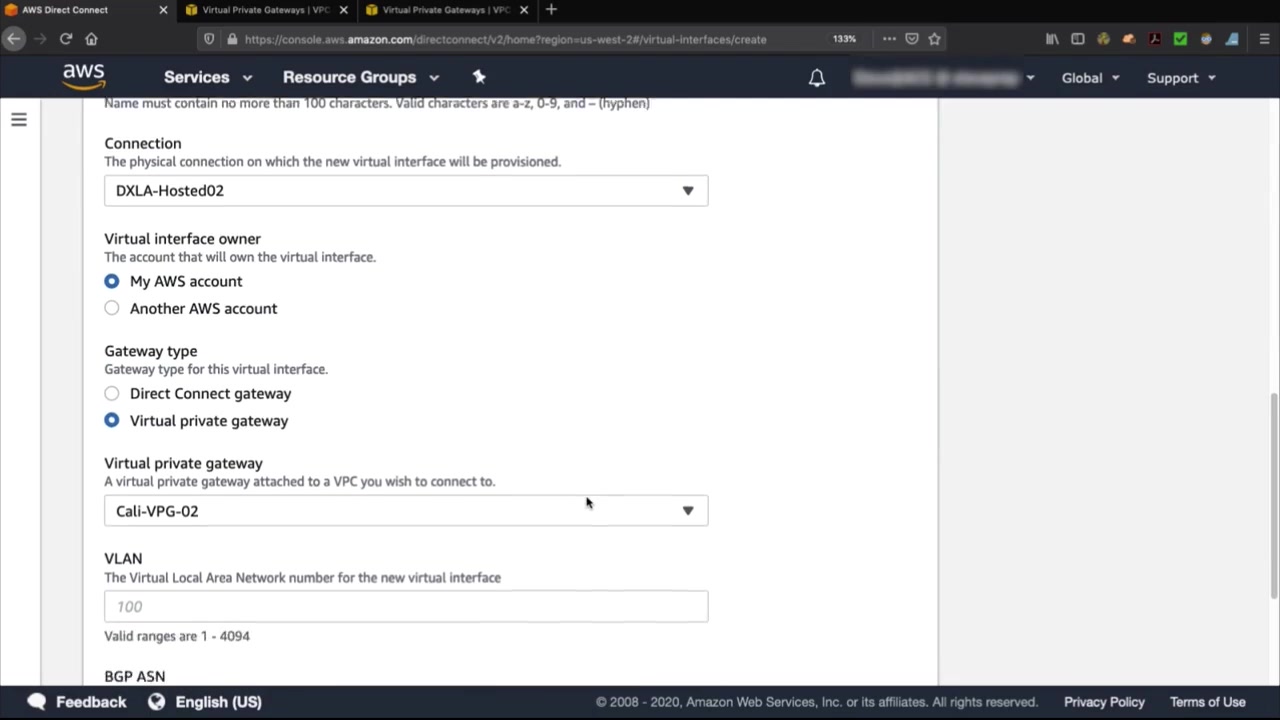 AWS Direct Connect
Virtual Private Gateways | VPC
Virtual Private Gateways | VPC
https://console.aws.amazon.com/directconnect/v2/home?region=us-west-2#/virtual-interfaces/create
133%
aws
Services
Resource Groups
Global
Support
Name must contain no more than 100 characters. Valid characters are a-z, 0-9, and – (hyphen)
Connection
The physical connection on which the new virtual interface will be provisioned.
DXLA-Hosted02
Virtual interface owner
The account that will own the virtual interface.
My AWS account
Another AWS account
Gateway type
Gateway type for this virtual interface.
Direct Connect gateway
Virtual private gateway
Virtual private gateway
A virtual private gateway attached to a VPC you wish to connect to.
Cali-VPG-02
VLAN
The Virtual Local Area Network number for the new virtual interface
100
Valid ranges are 1 - 4094
BGP ASN
Feedback
English (US)
© 2008 - 2020, Amazon Web Services, Inc. or its affiliates. All rights reserved.
Privacy Policy
Terms of Use